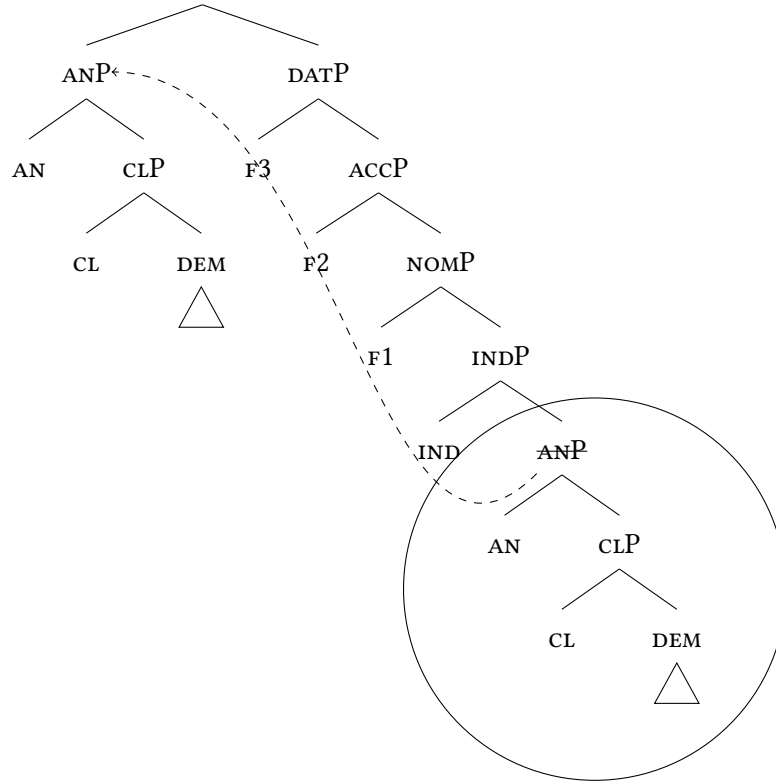 ANP DATP
AN CLP F3 ACCP
CL DEM F2 NOMP
F1 INDP
IND ANP
AN CLP
CL DEM